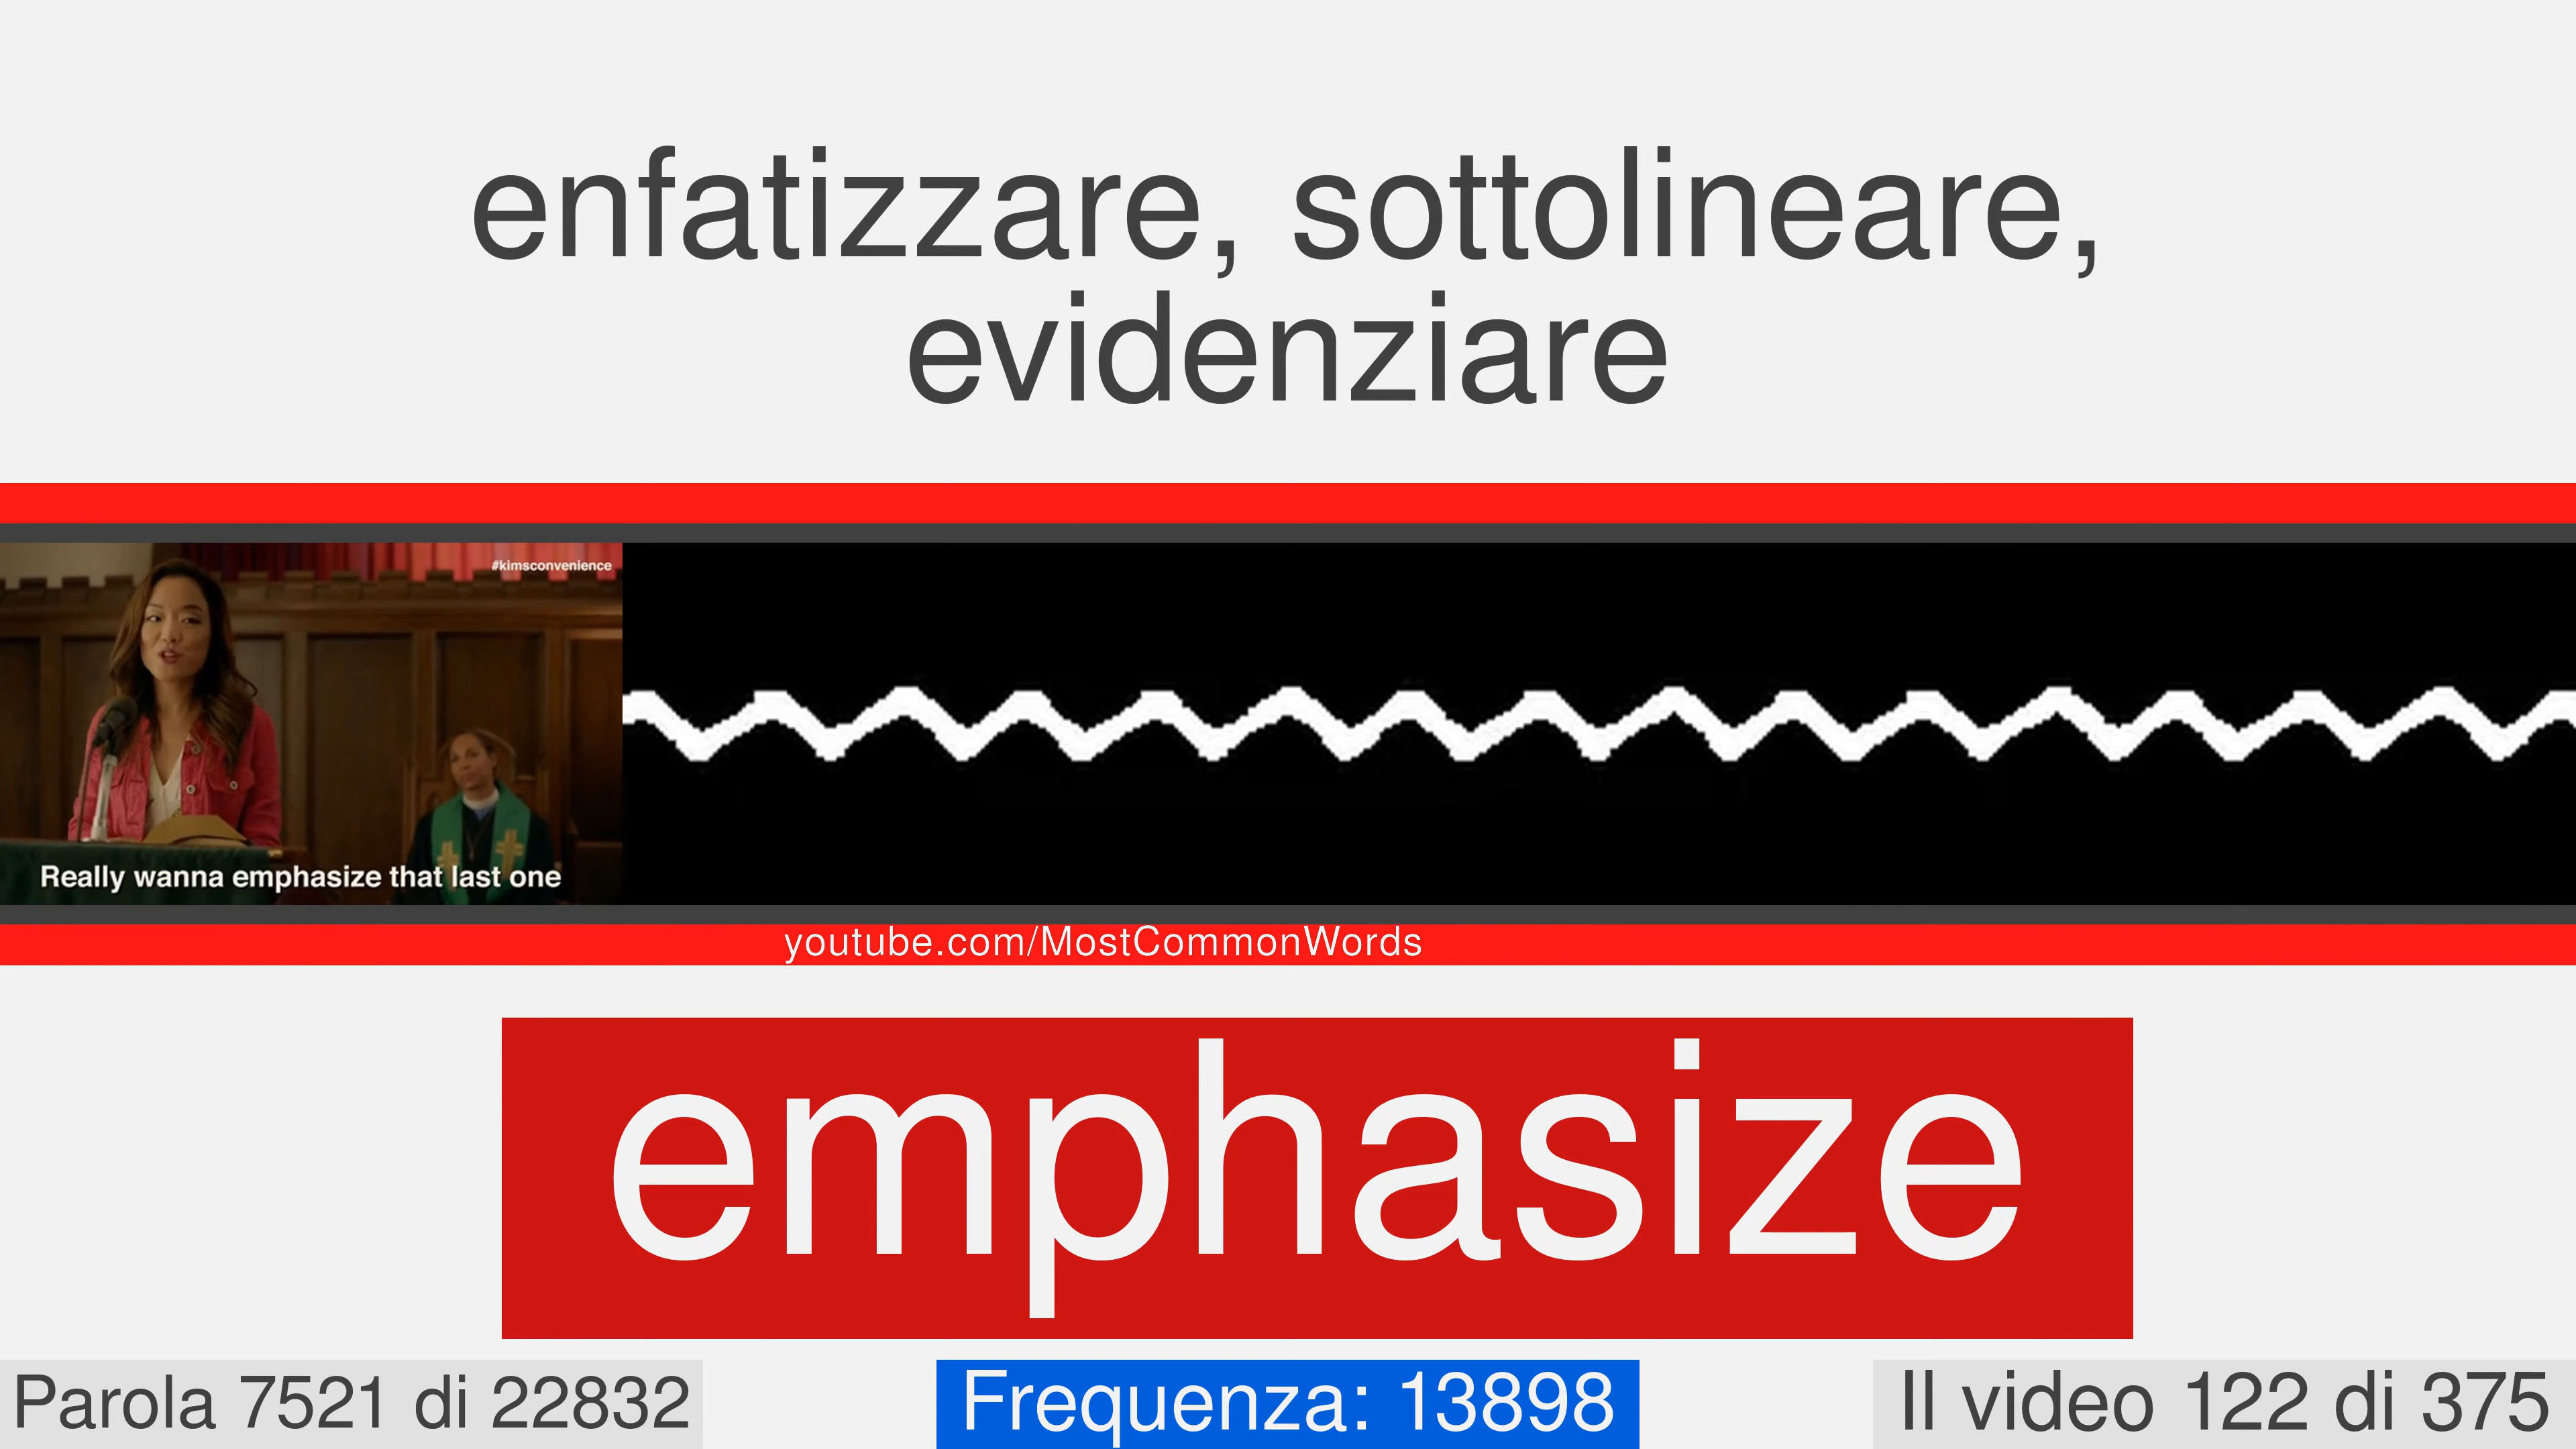 enfatizzare, sottolineare,
evidenziare
#kimsconvenience
Really wanna emphasize that last one
youtube.com/MostCommonWords
emphasize
Parola 7521 di 22832
Frequenza: 13898
Il video 122 di 375